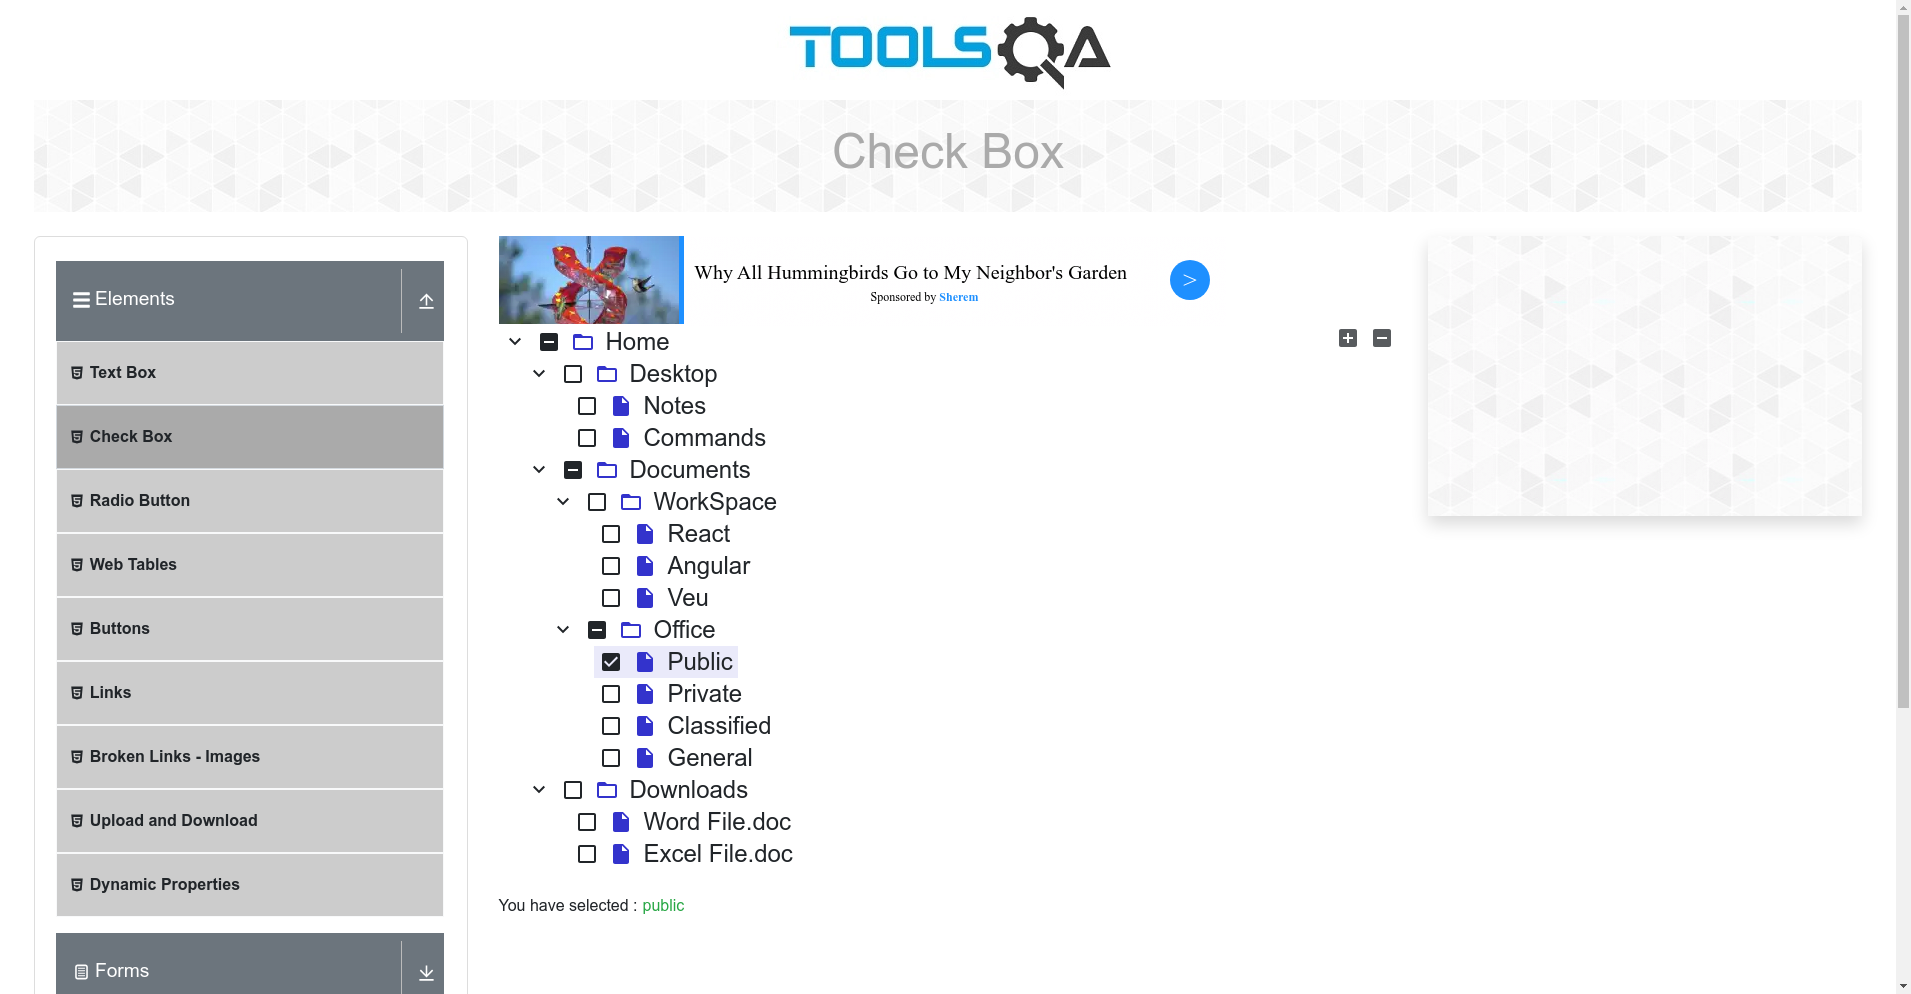 TOOLSQA
Check Box
Elements
Text Box
Check Box
Radio Button
Web Tables
Buttons
Links
Broken Links - Images
Upload and Download
Dynamic Properties
Forms
Why All Hummingbirds Go to My Neighbor's Garden
Sponsored by Sherem
>
Home
Desktop
Notes
Commands
Documents
WorkSpace
React
Angular
Veu
Office
Public
Private
Classified
General
Downloads
Word File.doc
Excel File.doc
You have selected : public